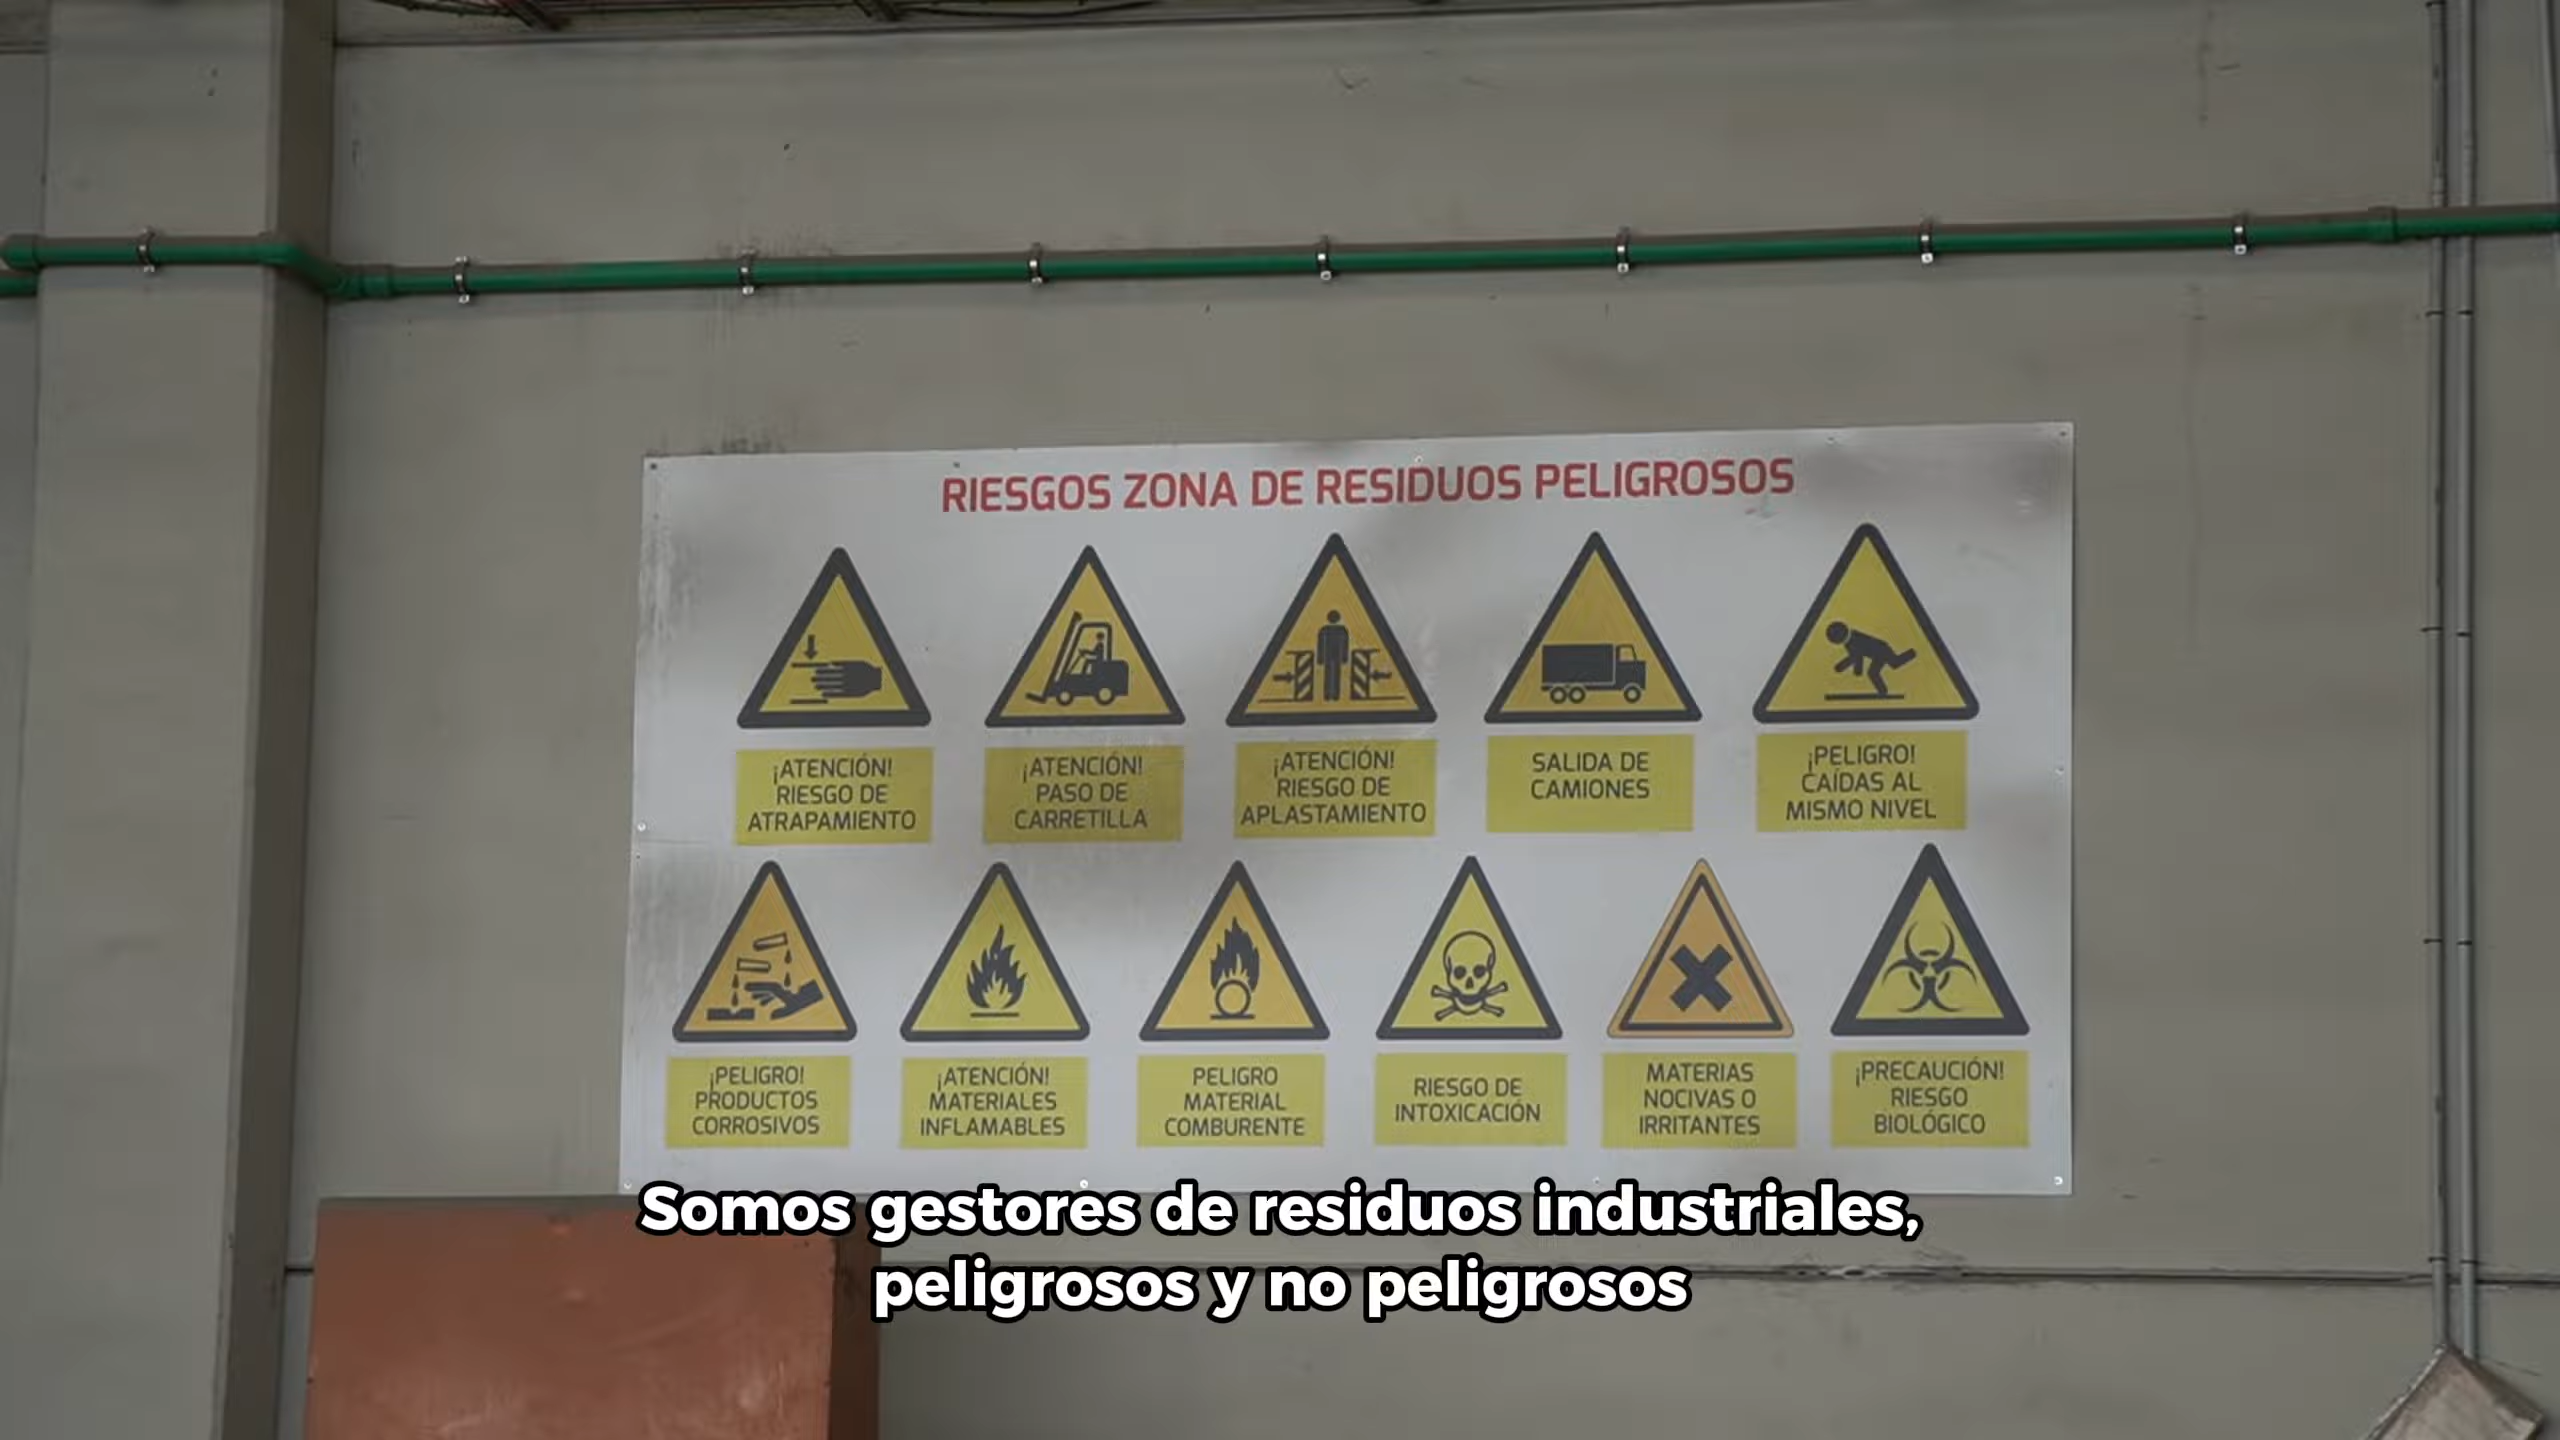 RIESGOS ZONA DE RESIDUOS PELIGROSOS
¡ATENCIÓN!
RIESGO DE
ATRAPAMIENTO
¡ATENCIÓN!
PASO DE
CARRETILLA
¡ATENCIÓN!
RIESGO DE
APLASTAMIENTO
SALIDA DE
CAMIONES
¡PELIGRO!
CAÍDAS AL
MISMO NIVEL
¡PELIGRO!
PRODUCTOS
CORROSIVOS
¡ATENCIÓN!
MATERIALES
INFLAMABLES
PELIGRO
MATERIAL
COMBURENTE
RIESGO DE
INTOXICACIÓN
MATERIAS
NOCIVAS O
IRRITANTES
¡PRECAUCIÓN!
RIESGO
BIOLÓGICO
Somos gestores de residuos industriales,
peligrosos y no peligrosos